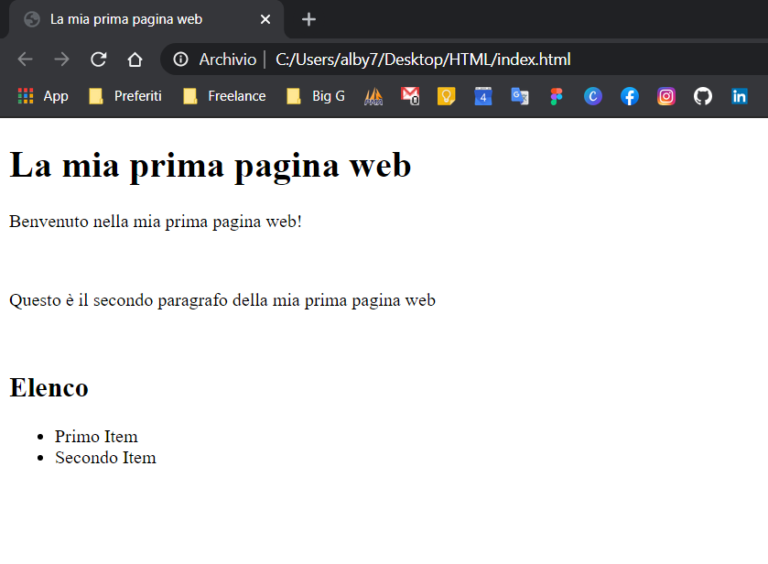 La mia prima pagina web
Archivio | C:/Users/alby7/Desktop/HTML/index.html
App Preferiti Freelance Big G 0 4 G C
La mia prima pagina web
Benvenuto nella mia prima pagina web!
Questo è il secondo paragrafo della mia prima pagina web
Elenco
• Primo Item
• Secondo Item